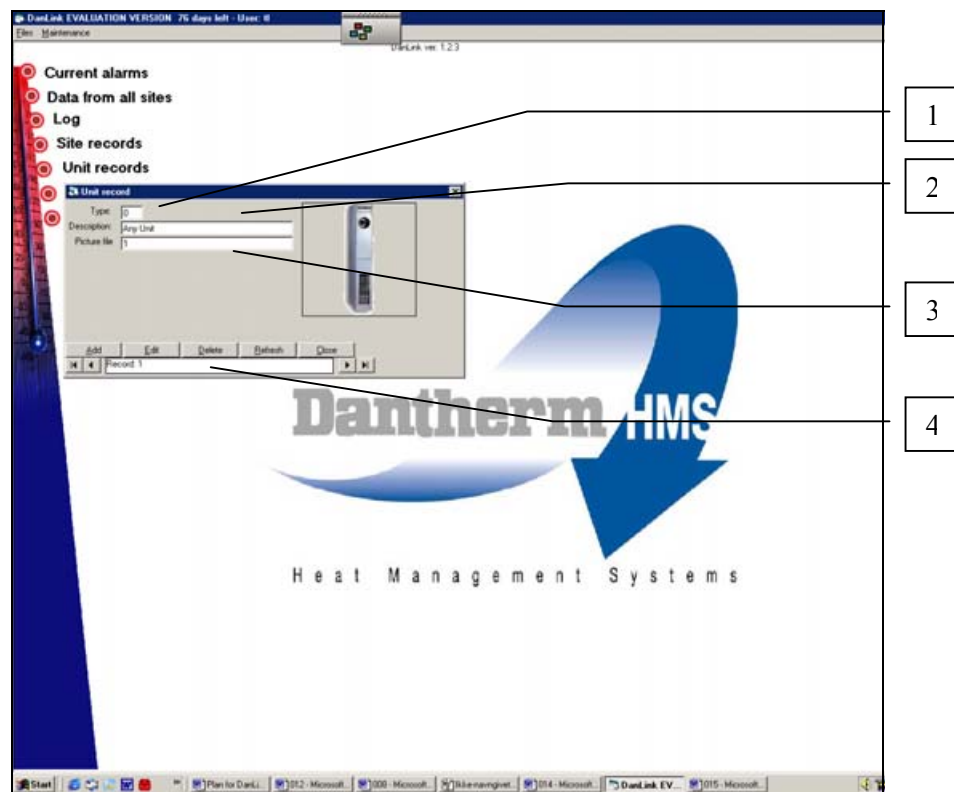 DanLink EVALUATION VERSION 76 days left - User: tl
Files Maintenance
DanLink ver. 1.2.3
Current alarms
Data from all sites
Log
Site records
Unit records
Unit record
Type: 0
Description: Any Unit
Picture file 1
Add Edit Delete Refresh Close
Record: 1
1
2
3
4
Dantherm HMS
Heat Management Systems
Start Plan for DanLi... 012 - Microsoft... 008 - Microsoft... Ikke-navngivet... 014 - Microsoft... DanLink EV... 015 - Microsoft...